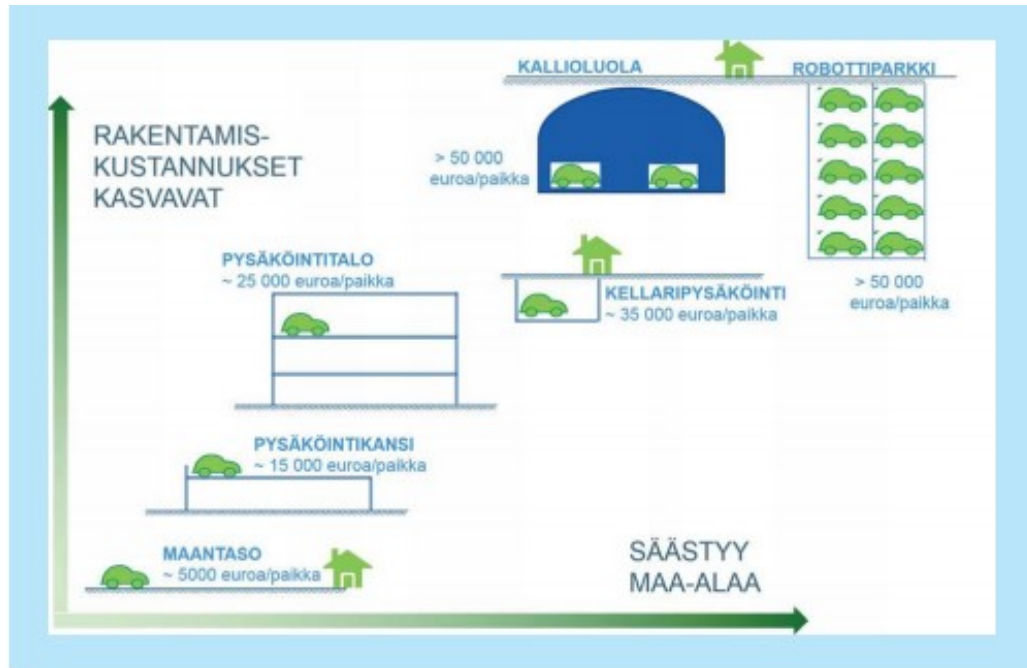 KALLIOLUOLA
ROBOTTIPARKKI
RAKENTAMIS-
KUSTANNUKSET
KASVAVAT
> 50 000
euroa/paikka
PYSÄKÖINTITALO
~ 25 000 euroa/paikka
KELLARIPYSÄKÖINTI
~ 35 000 euroa/paikka
> 50 000
euroa/paikka
PYSÄKÖINTIKANSI
~ 15 000 euroa/paikka
MAANTASO
~ 5000 euroa/paikka
SÄÄSTYY
MAA-ALAA